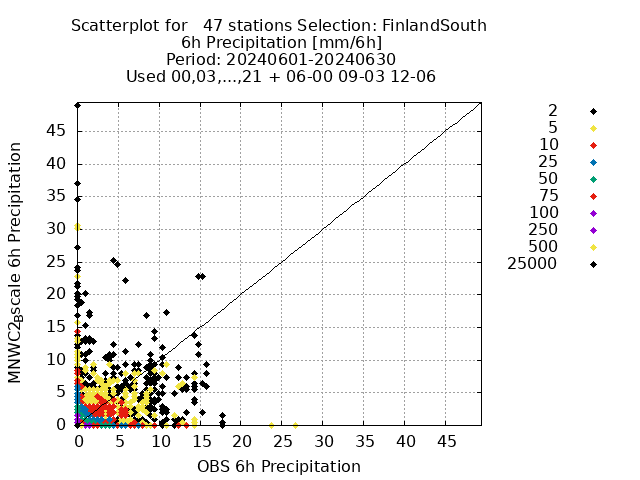 Scatterplot for 47 stations Selection: FinlandSouth
6h Precipitation [mm/6h]
Period: 20240601-20240630
Used 00,03,...,21 + 06-00 09-03 12-06
MNWC2Bscale 6h Precipitation
45
40
35
30
25
20
15
10
5
0
0 5 10 15 20 25 30 35 40 45
OBS 6h Precipitation
2
5
10
25
50
75
100
250
500
25000